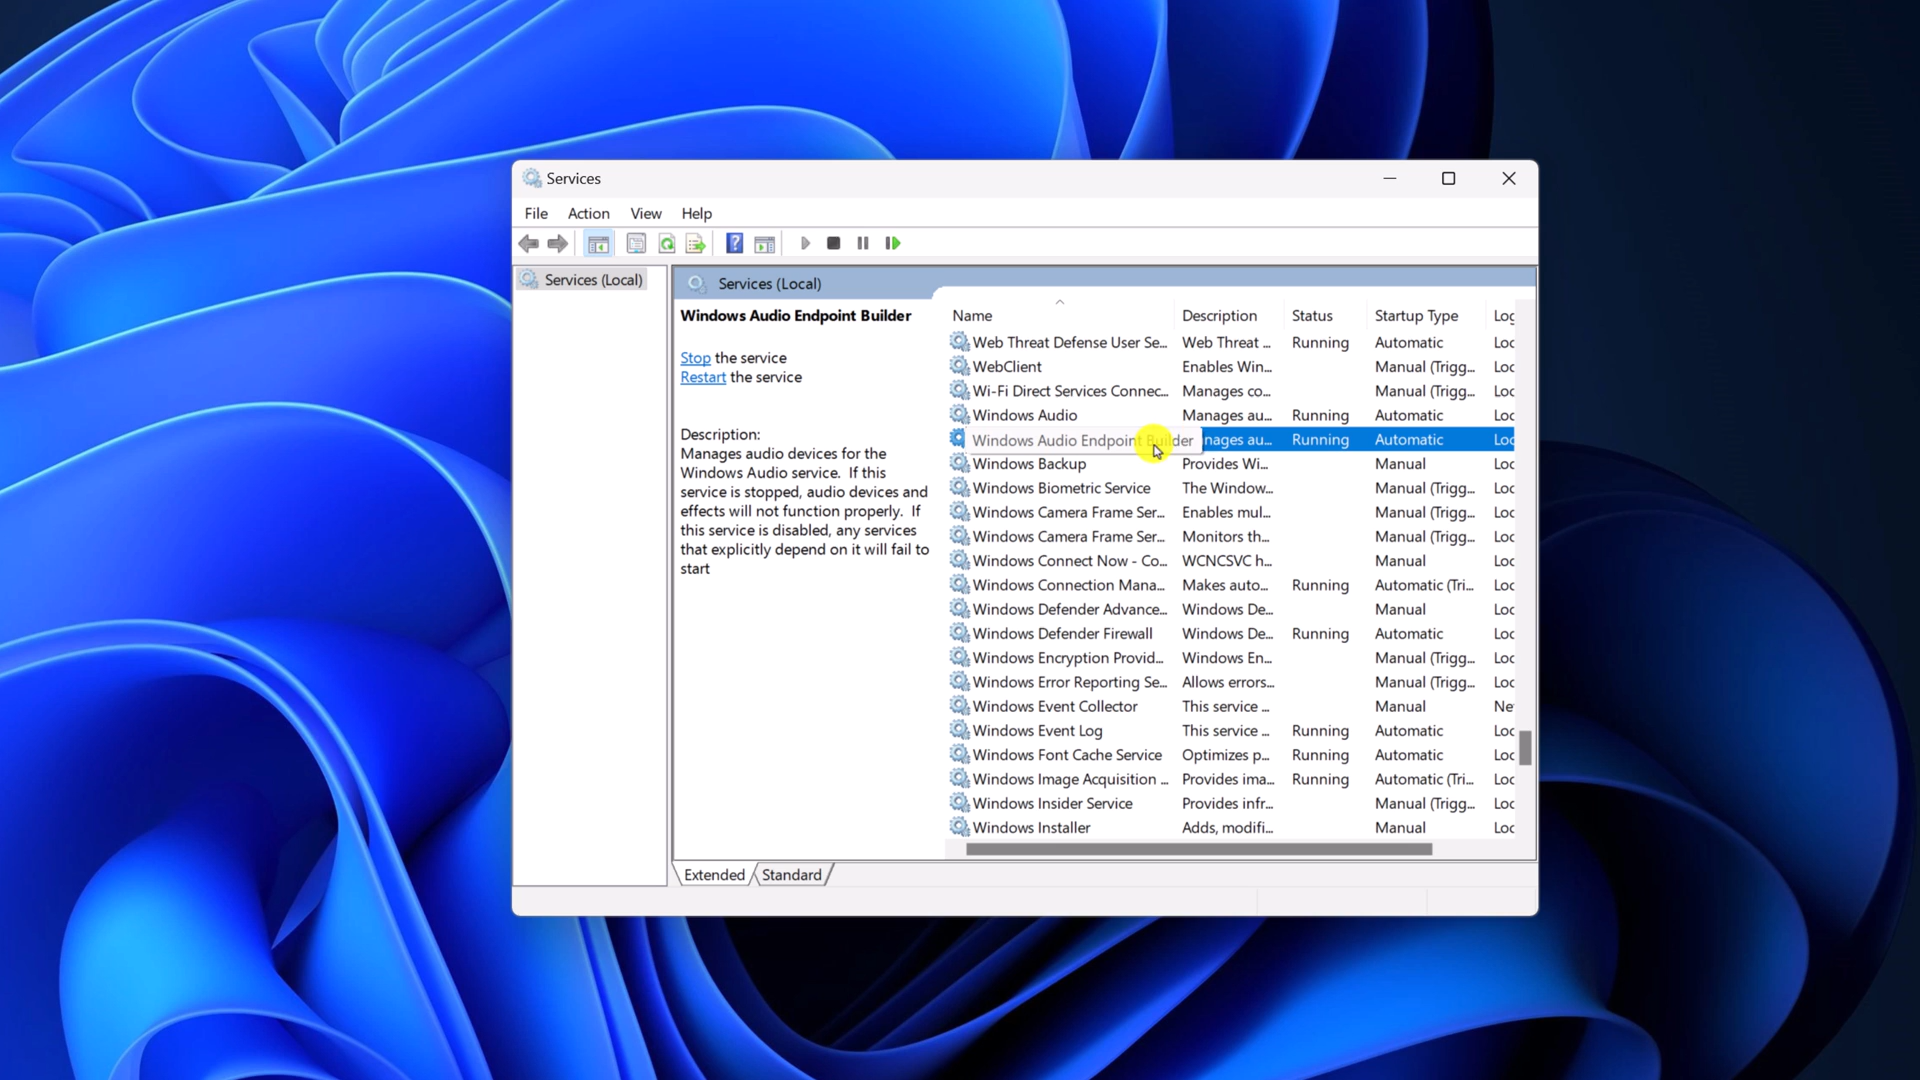 Services
File Action View Help
Services (Local)
Services (Local)
Windows Audio Endpoint Builder
Stop the service
Restart the service
Description:
Manages audio devices for the
Windows Audio service. If this
service is stopped, audio devices and
effects will not function properly. If
this service is disabled, any services
that explicitly depend on it will fail to
start
Name Description Status Startup Type Log
Web Threat Defense User Se... Web Threat ... Running Automatic Loc
WebClient Enables Win... Manual (Trigg... Loc
Wi-Fi Direct Services Connec... Manages co... Manual (Trigg... Loc
Windows Audio Manages au... Running Automatic Loc
Windows Audio Endpoint Builder nages au... Running Automatic Loc
Windows Backup Provides Wi... Manual Loc
Windows Biometric Service The Window... Manual (Trigg... Loc
Windows Camera Frame Ser... Enables mul... Manual (Trigg... Loc
Windows Camera Frame Ser... Monitors th... Manual (Trigg... Loc
Windows Connect Now - Co... WCNCSVC h... Manual Loc
Windows Connection Mana... Makes auto... Running Automatic (Tri... Loc
Windows Defender Advance... Windows De... Manual Loc
Windows Defender Firewall Windows De... Running Automatic Loc
Windows Encryption Provid... Windows En... Manual (Trigg... Loc
Windows Error Reporting Se... Allows errors... Manual (Trigg... Loc
Windows Event Collector This service ... Manual Net
Windows Event Log This service ... Running Automatic Loc
Windows Font Cache Service Optimizes p... Running Automatic Loc
Windows Image Acquisition ... Provides ima... Running Automatic (Tri... Loc
Windows Insider Service Provides infr... Manual (Trigg... Loc
Windows Installer Adds, modifi... Manual Loc
Extended Standard